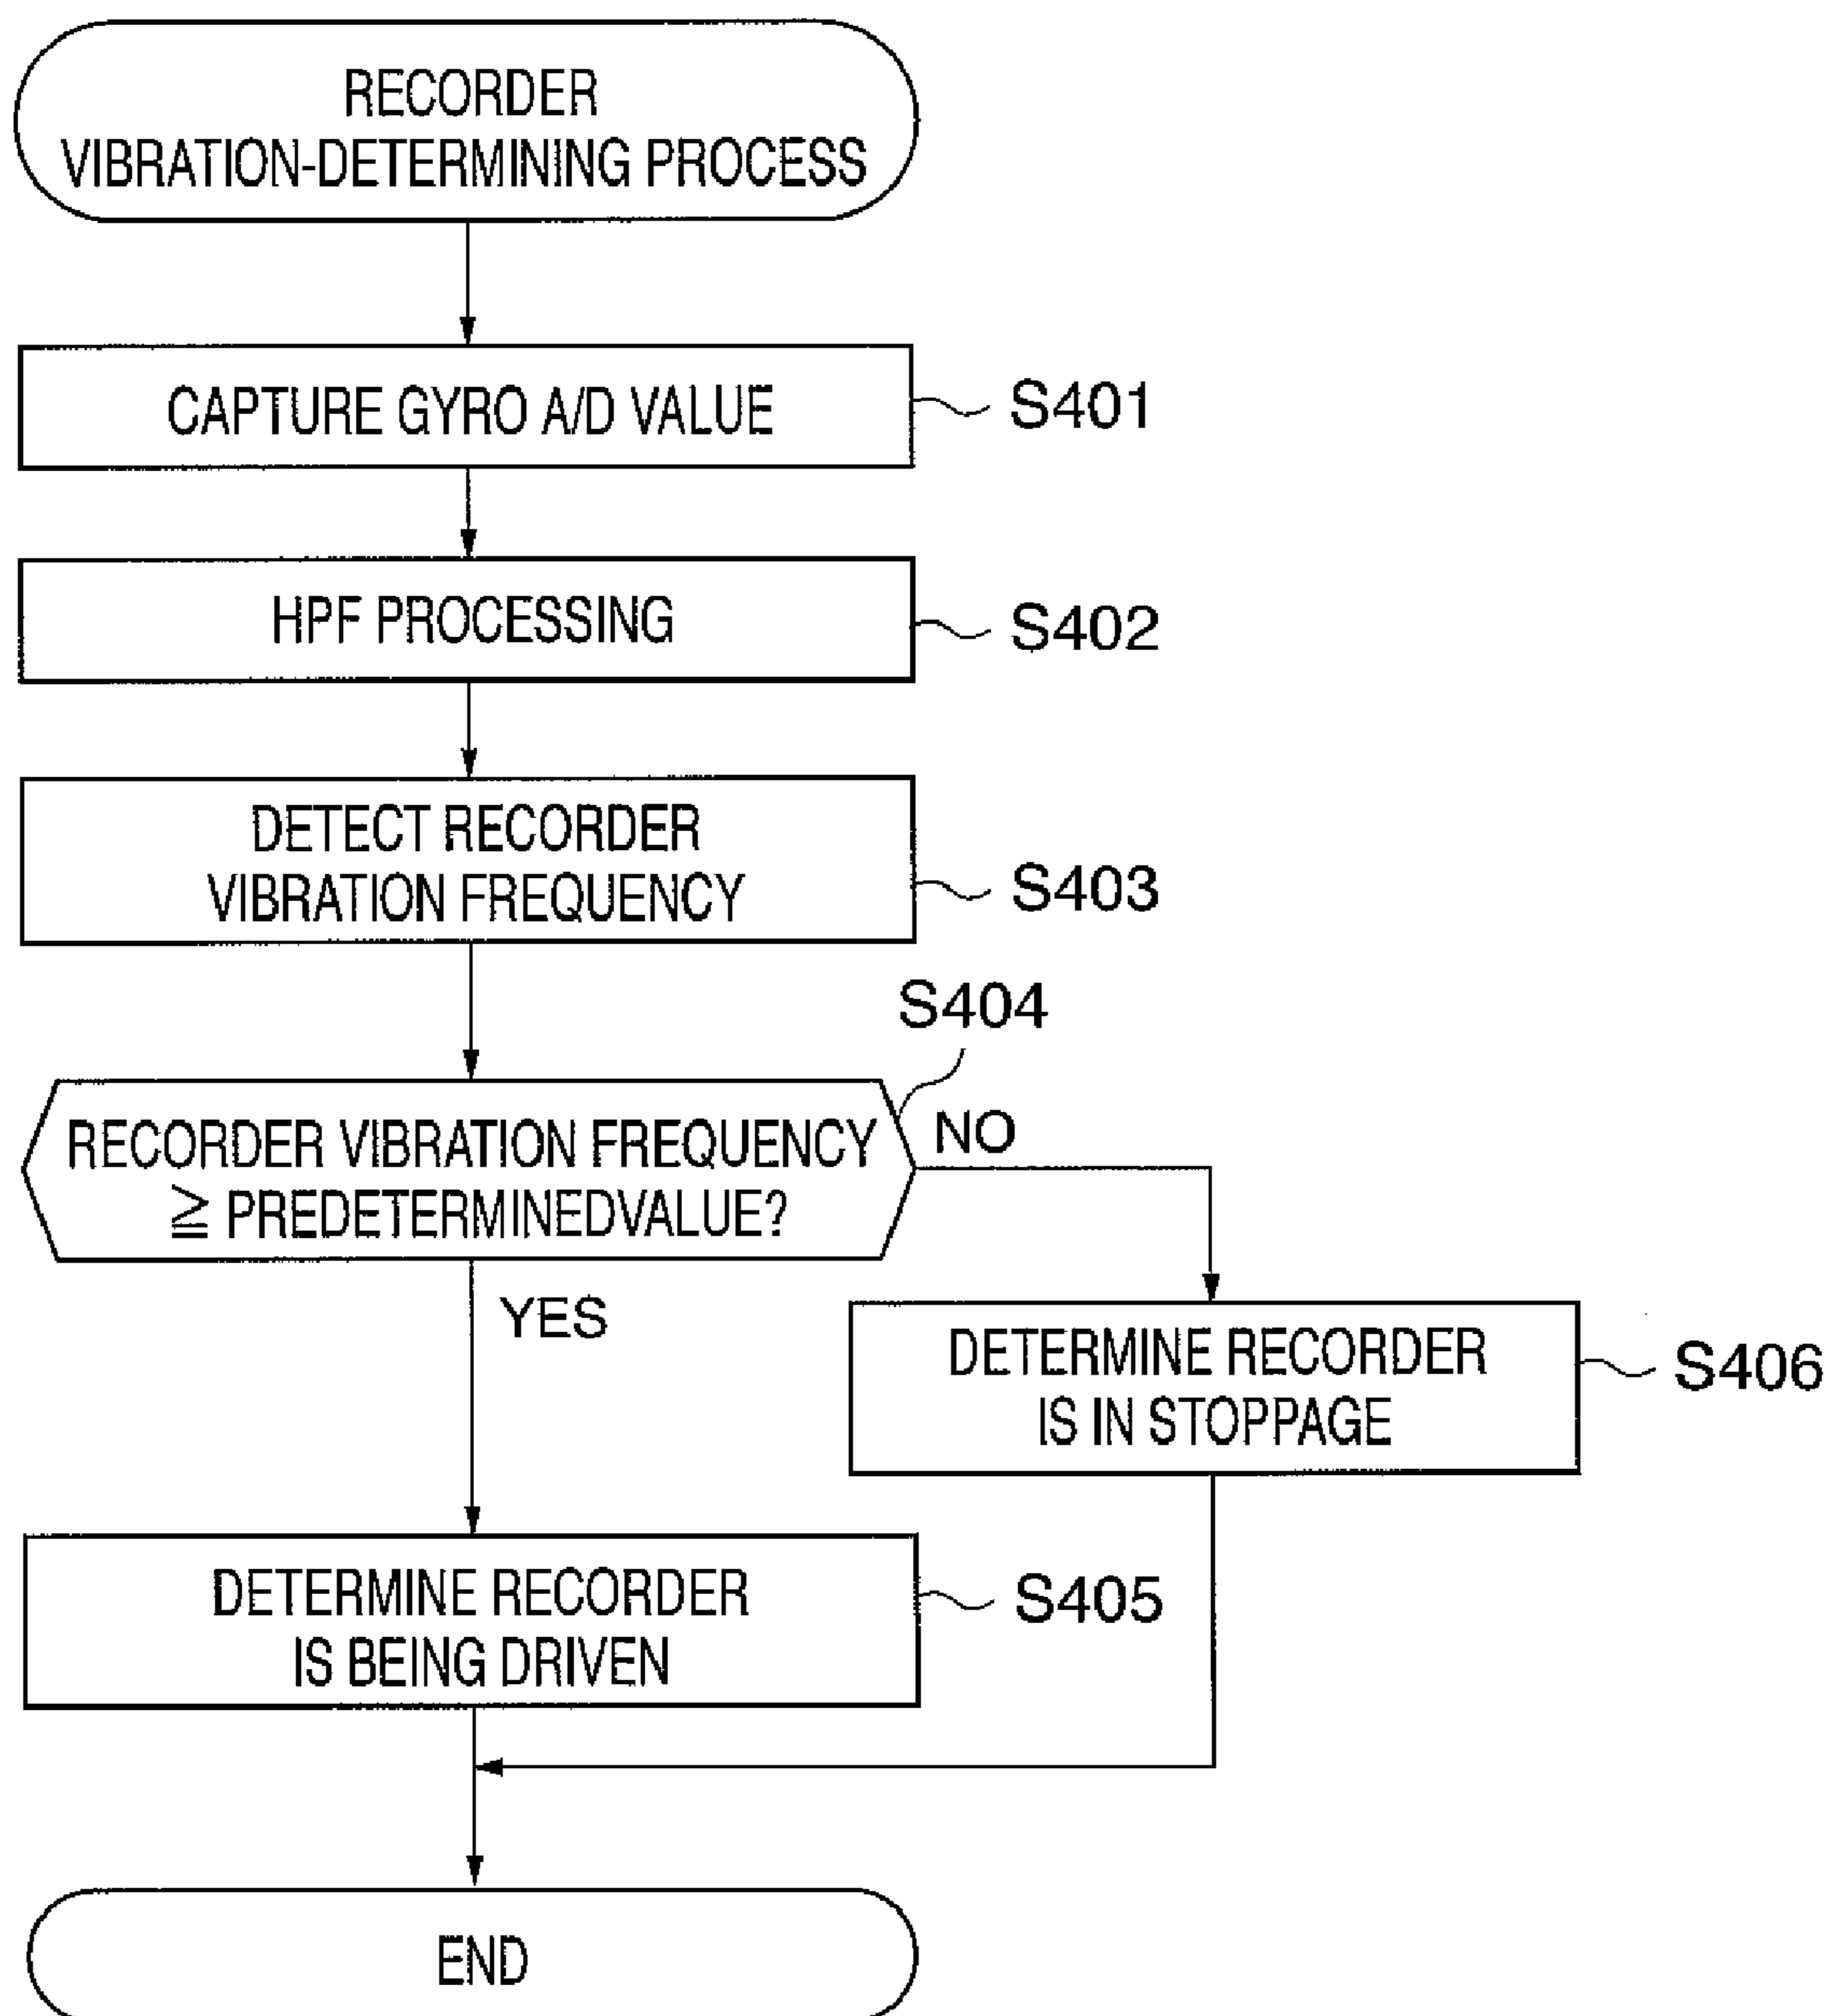 RECORDER
VIBRATION-DETERMINING PROCESS
CAPTURE GYRO A/D VALUE
S401
HPF PROCESSING
S402
DETECT RECORDER
VIBRATION FREQUENCY
S403
S404
RECORDER VIBRATION FREQUENCY
≧ PREDETERMINEDVALUE?
NO
YES
DETERMINE RECORDER
IS IN STOPPAGE
S406
DETERMINE RECORDER
IS BEING DRIVEN
S405
END